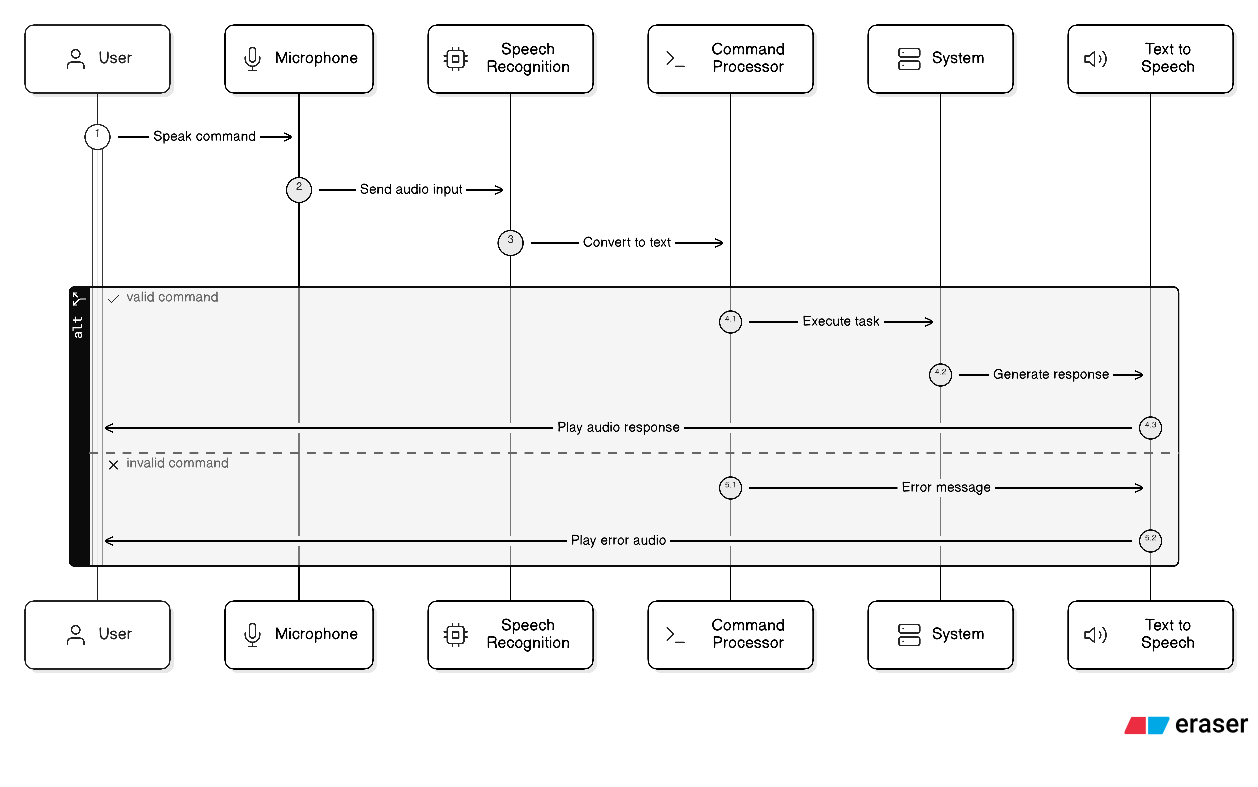 User
Microphone
Speech
Recognition
Command
Processor
System
Text to
Speech
1
Speak command
2
Send audio input
3
Convert to text
alt
valid command
4.1
Execute task
4.2
Generate response
Play audio response
4.3
invalid command
5.1
Error message
Play error audio
5.2
User
Microphone
Speech
Recognition
Command
Processor
System
Text to
Speech
eraser